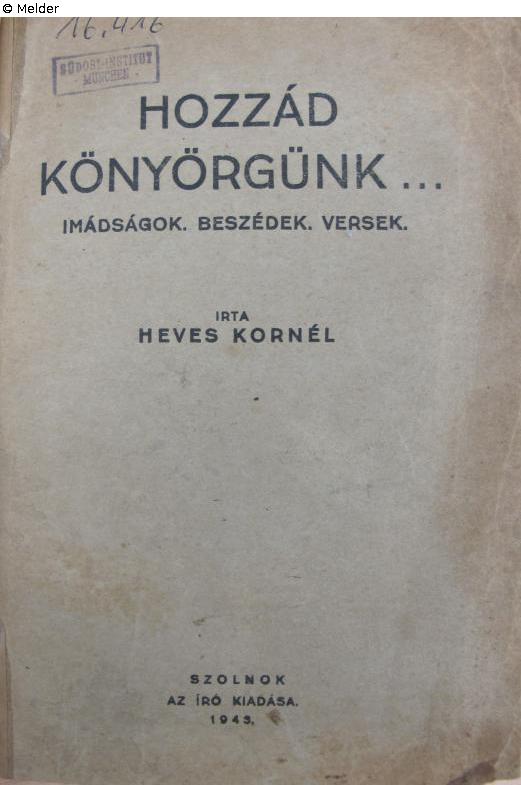 © Melder
16.416
SÜDOST-INSTITUT
- MÜNCHEN -
HOZZÁD
KÖNYÖRGÜNK ...
IMÁDSÁGOK. BESZÉDEK. VERSEK.
IRTA
HEVES KORNÉL
SZOLNOK
AZ ÍRÓ KIADÁSA.
1943.